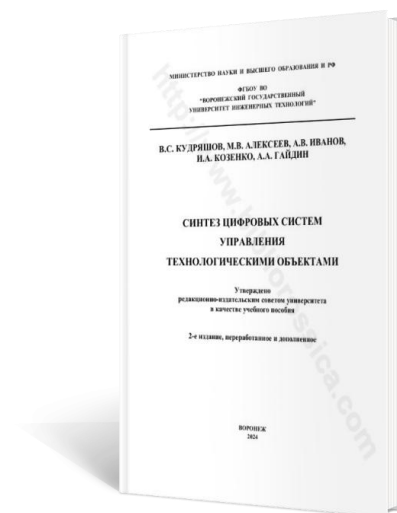 МИНИСТЕРСТВО НАУКИ И ВЫСШЕГО ОБРАЗОВАНИЯ И РФ
ФГБОУ ВО
"ВОРОНЕЖСКИЙ ГОСУДАРСТВЕННЫЙ
УНИВЕРСИТЕТ ИНЖЕНЕРНЫХ ТЕХНОЛОГИЙ"
В.С. КУДРЯШОВ, М.В. АЛЕКСЕЕВ, А.В. ИВАНОВ,
И.А. КОЗЕНКО, А.А. ГАЙДИН
СИНТЕЗ ЦИФРОВЫХ СИСТЕМ
УПРАВЛЕНИЯ
ТЕХНОЛОГИЧЕСКИМИ ОБЪЕКТАМИ
Утверждено
редакционно-издательским советом университета
в качестве учебного пособия
2-е издание, переработанное и дополненное
ВОРОНЕЖ
2024